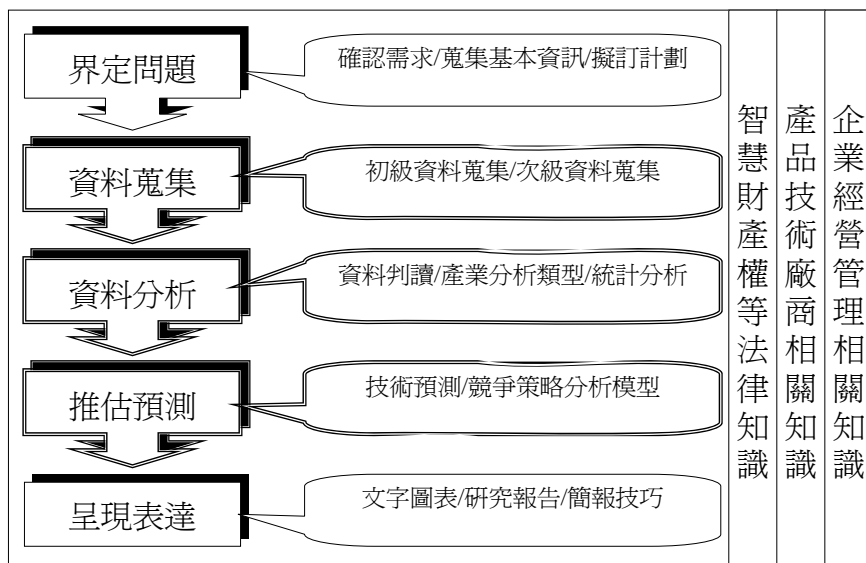 界定問題
確認需求/蒐集基本資訊/擬訂計劃
資料蒐集
初級資料蒐集/次級資料蒐集
資料分析
資料判讀/產業分析類型/統計分析
推估預測
技術預測/競爭策略分析模型
呈現表達
文字圖表/研究報告/簡報技巧
智慧財產權等法律知識
產品技術廠商相關知識
企業經營管理相關知識